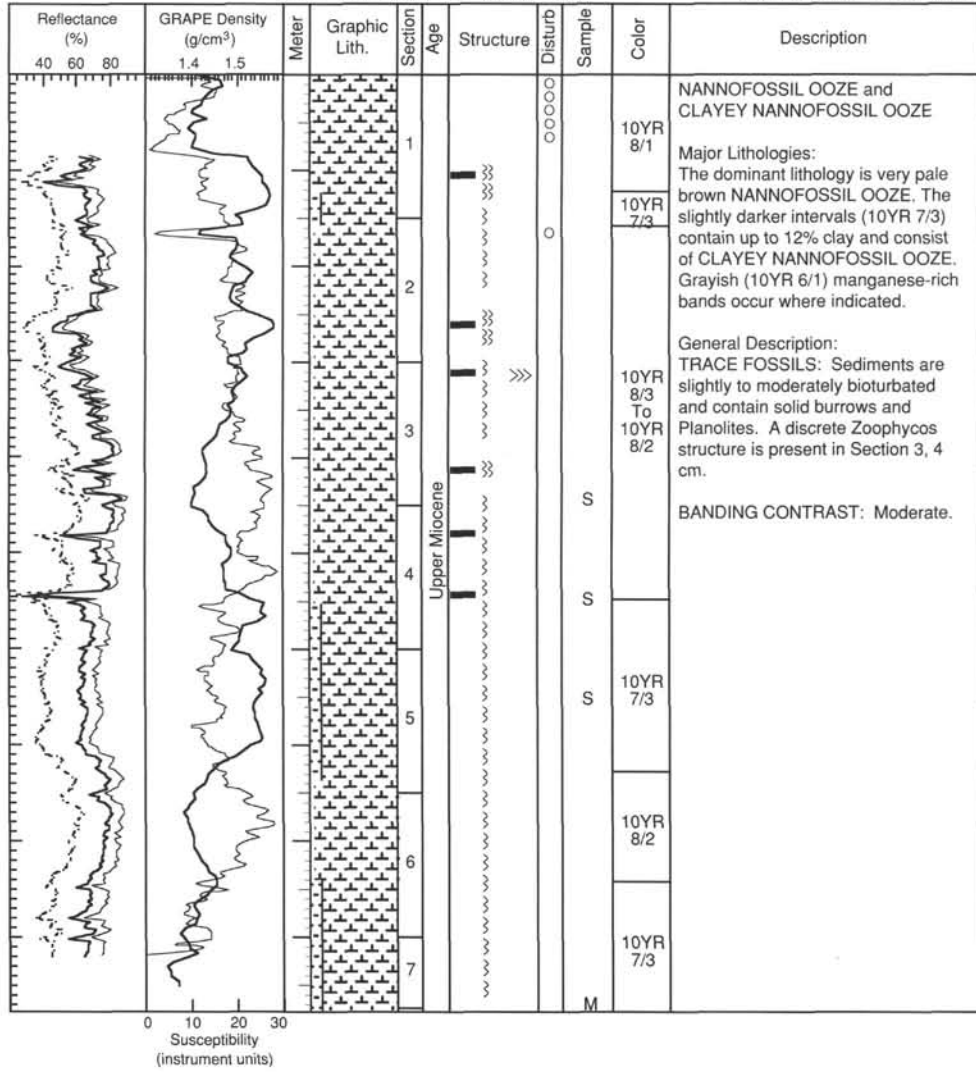 Reflectance
(%)
40 60 80
GRAPE Density
(g/cm³)
1.4 1.5
Meter
Graphic
Lith.
Section
Age
Structure
Disturb
Sample
Color
Description
1
2
3
4
5
6
7
Upper Miocene
S
S
S
M
10YR
8/1
10YR
7/3
10YR
8/3
To
10YR
8/2
10YR
7/3
10YR
8/2
10YR
7/3
NANNOFOSSIL OOZE and
CLAYEY NANNOFOSSIL OOZE
Major Lithologies:
The dominant lithology is very pale
brown NANNOFOSSIL OOZE. The
slightly darker intervals (10YR 7/3)
contain up to 12% clay and consist
of CLAYEY NANNOFOSSIL OOZE.
Grayish (10YR 6/1) manganese-rich
bands occur where indicated.
General Description:
TRACE FOSSILS: Sediments are
slightly to moderately bioturbated
and contain solid burrows and
Planolites. A discrete Zoophycos
structure is present in Section 3, 4
cm.
BANDING CONTRAST: Moderate.
0 10 20 30
Susceptibility
(instrument units)